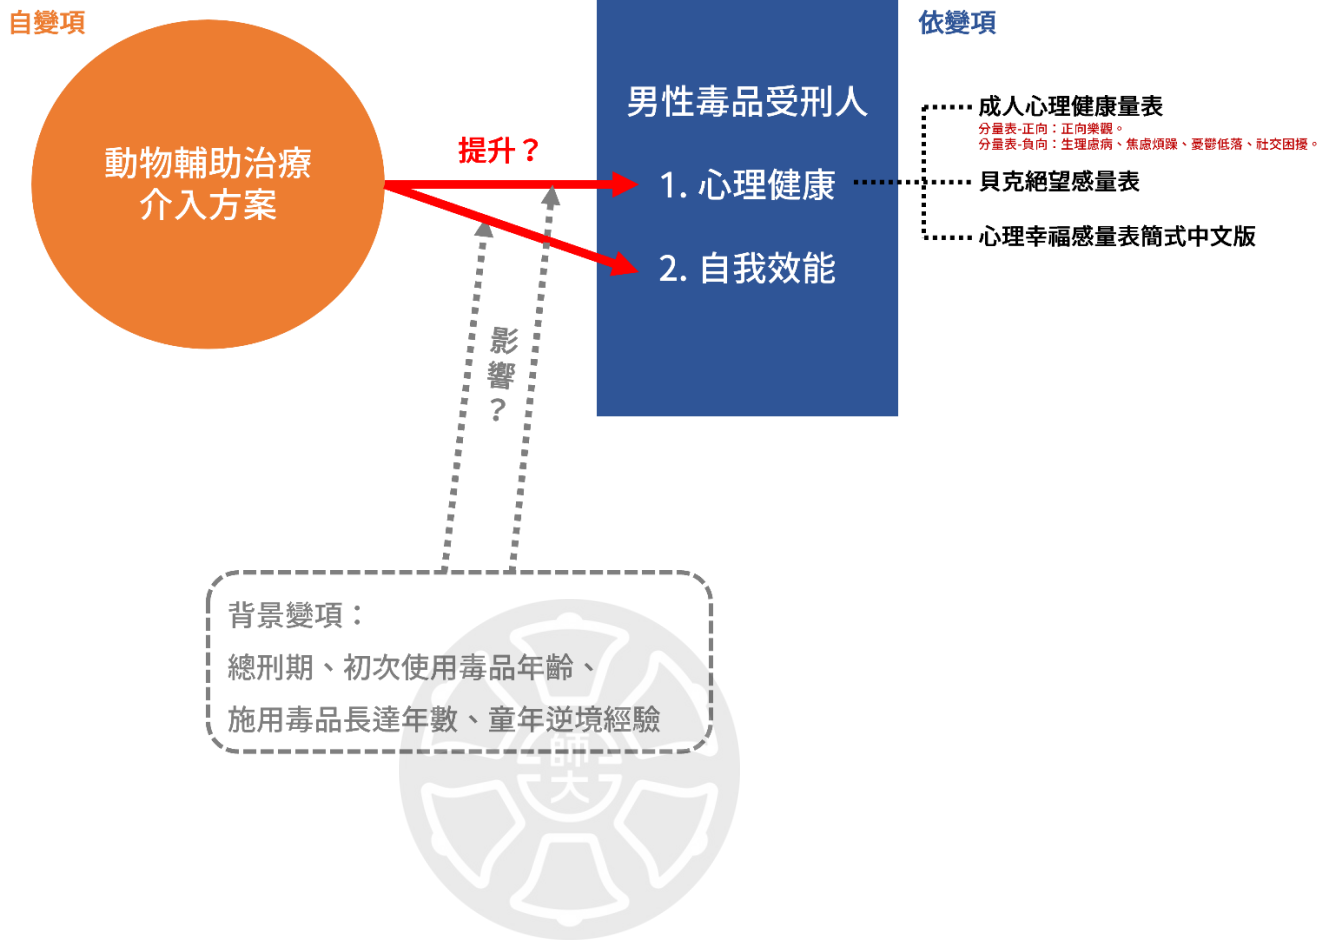 自變項
依變項
動物輔助治療
介入方案
提升？
男性毒品受刑人
1. 心理健康
2. 自我效能
成人心理健康量表
分量表-正向：正向樂觀。
分量表-負向：生理慮病、焦慮煩躁、憂鬱低落、社交困擾。
貝克絕望感量表
心理幸福感量表簡式中文版
影響？
背景變項：
總刑期、初次使用毒品年齡、
施用毒品長達年數、童年逆境經驗
師大